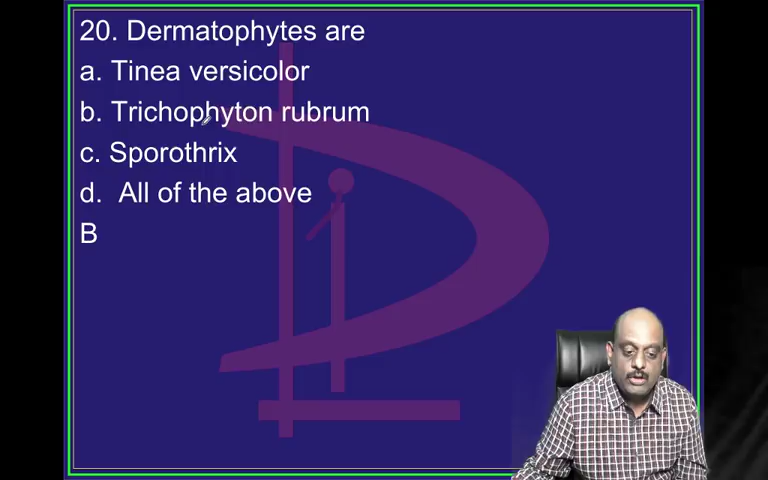 20. Dermatophytes are
a. Tinea versicolor
b. Trichophyton rubrum
c. Sporothrix
d. All of the above
B